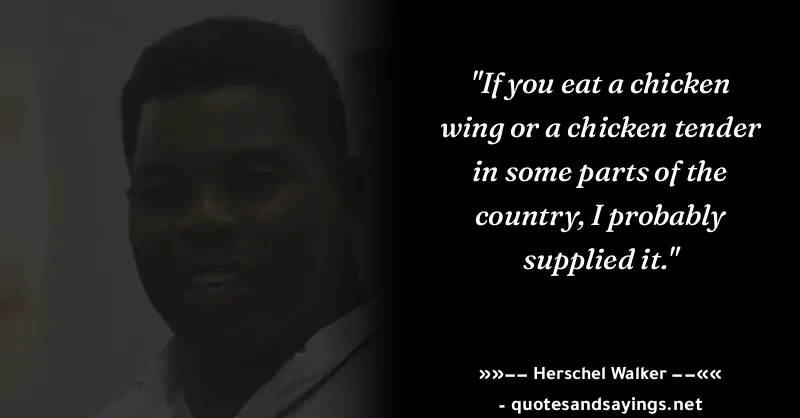 "If you eat a chicken
wing or a chicken tender
in some parts of the
country, I probably
supplied it."
»»−− Herschel Walker −−««
- quotesandsayings.net